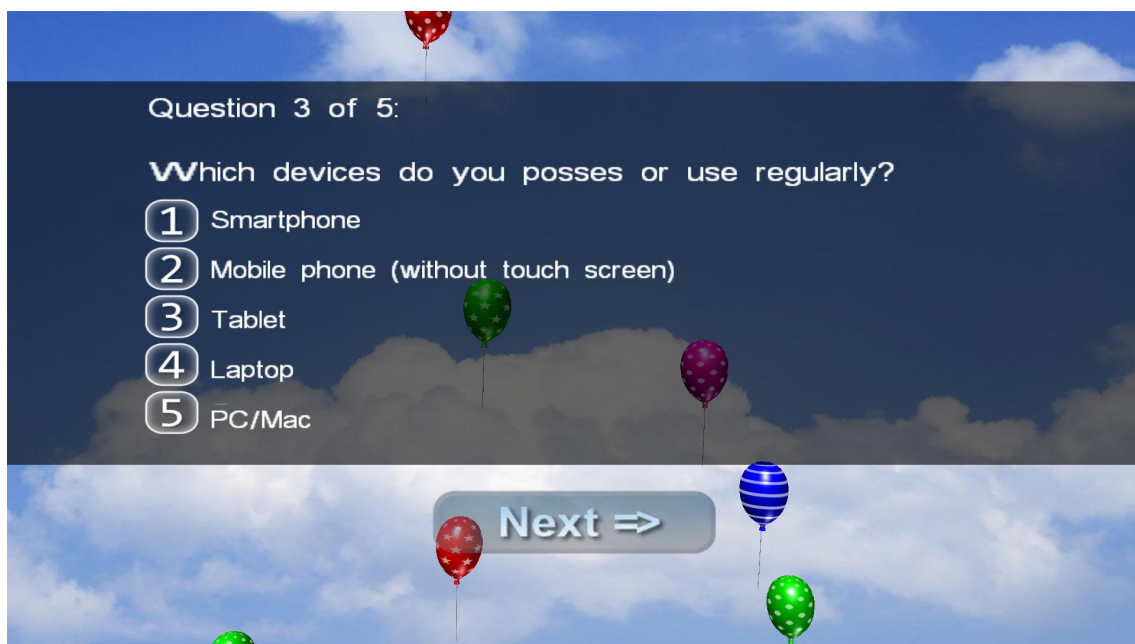 Question 3 of 5:
Which devices do you posses or use regularly?
1 Smartphone
2 Mobile phone (without touch screen)
3 Tablet
4 Laptop
5 PC/Mac
Next =>